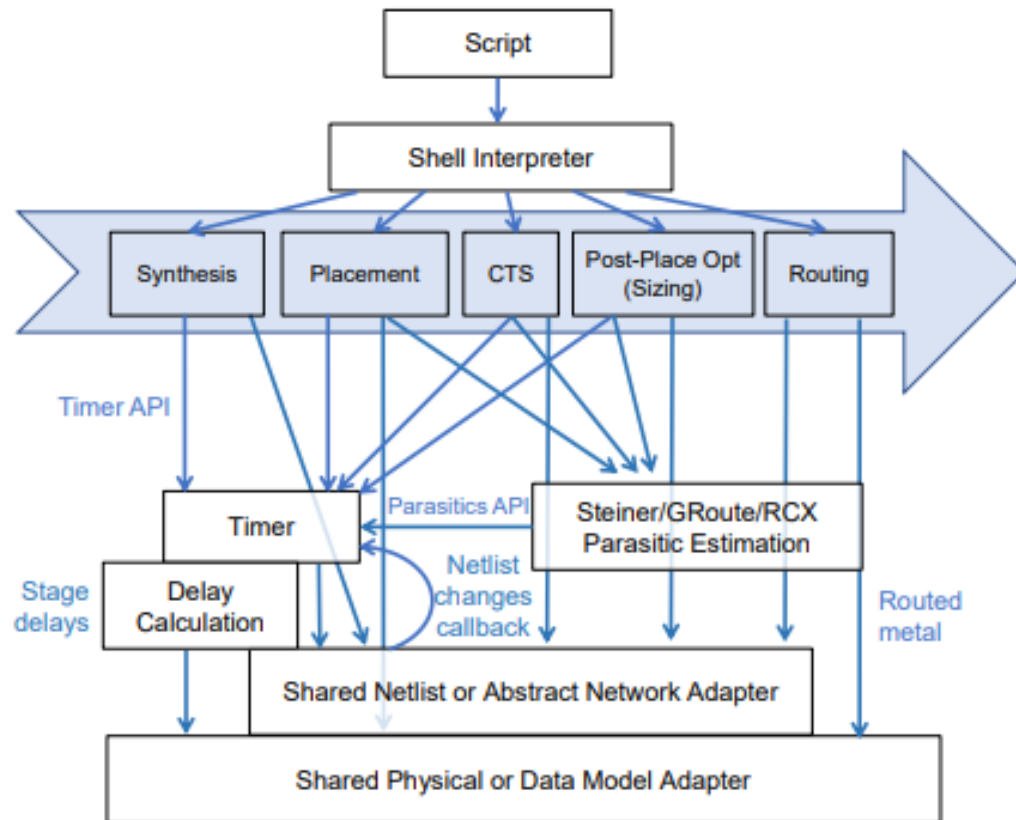 Script
Shell Interpreter
Synthesis
Placement
CTS
Post-Place Opt
(Sizing)
Routing
Timer API
Timer
Parasitics API
Steiner/GRoute/RCX
Parasitic Estimation
Stage
delays
Delay
Calculation
Netlist
changes
callback
Routed
metal
Shared Netlist or Abstract Network Adapter
Shared Physical or Data Model Adapter